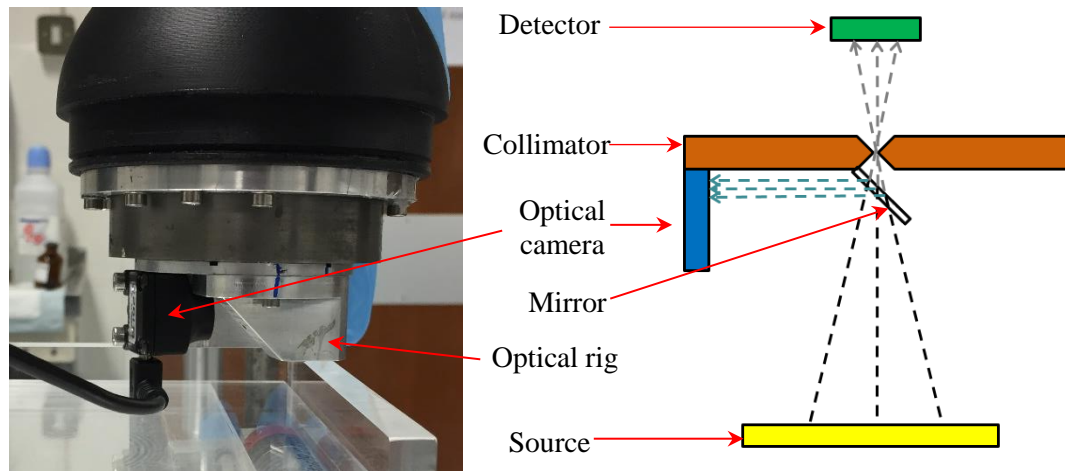 Detector
Collimator
Optical
camera
Mirror
Optical rig
Source